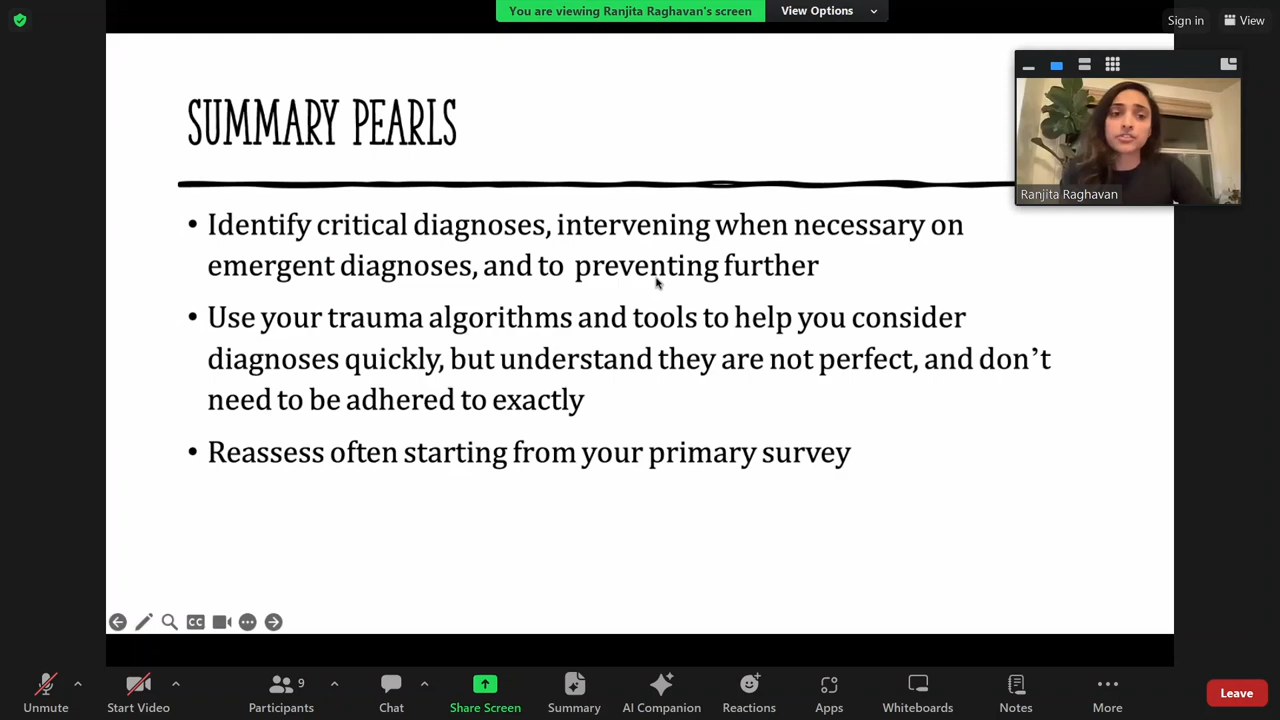 You are viewing Ranjita Raghavan's screen
View Options
Sign in
View
SUMMARY PEARLS
Ranjita Raghavan
• Identify critical diagnoses, intervening when necessary on
emergent diagnoses, and to preventing further
• Use your trauma algorithms and tools to help you consider
diagnoses quickly, but understand they are not perfect, and don't
need to be adhered to exactly
• Reassess often starting from your primary survey
CC
9
Unmute
Start Video
Participants
Chat
Share Screen
Summary
AI Companion
Reactions
Apps
Whiteboards
Notes
More
Leave